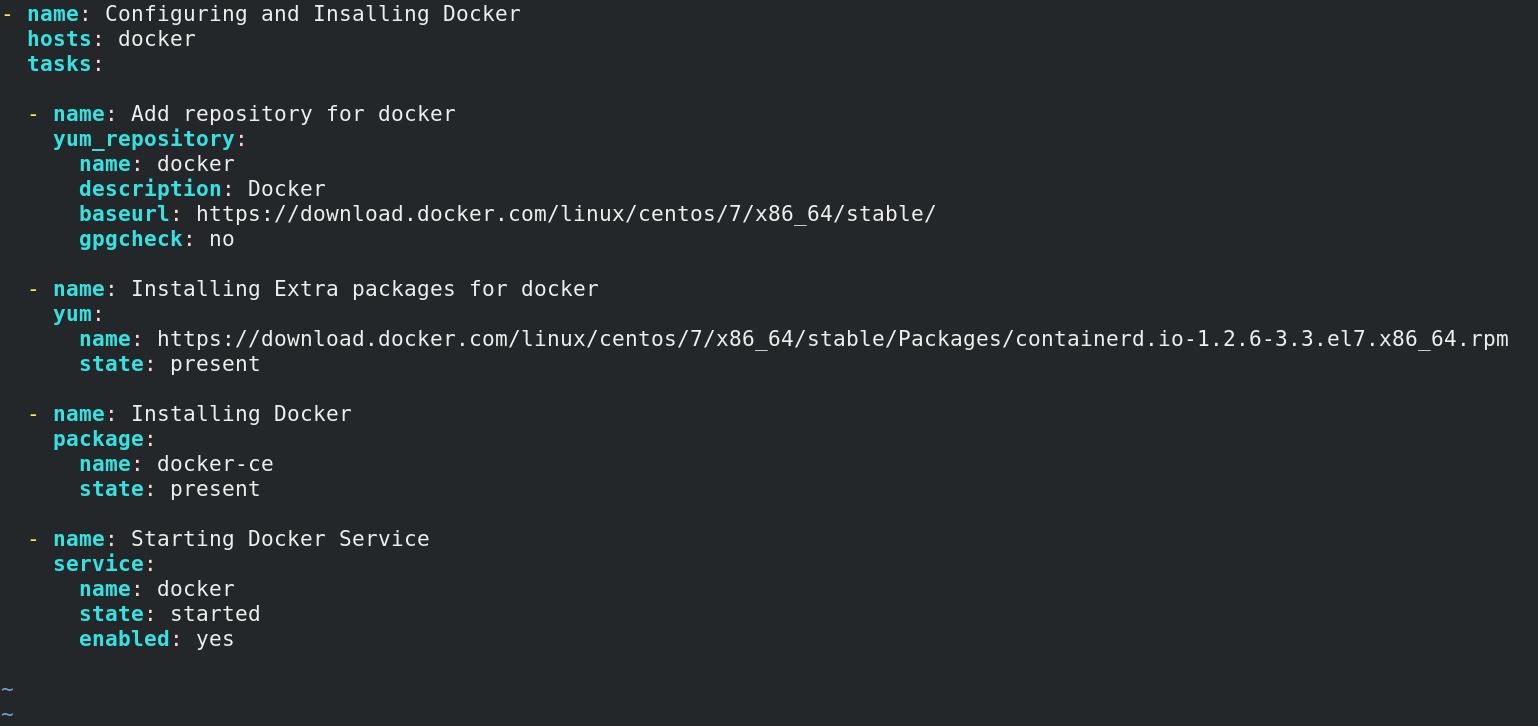 - name: Configuring and Insalling Docker
  hosts: docker
  tasks:

  - name: Add repository for docker
    yum_repository:
      name: docker
      description: Docker
      baseurl: https://download.docker.com/linux/centos/7/x86_64/stable/
      gpgcheck: no

  - name: Installing Extra packages for docker
    yum:
      name: https://download.docker.com/linux/centos/7/x86_64/stable/Packages/containerd.io-1.2.6-3.3.el7.x86_64.rpm
      state: present

  - name: Installing Docker
    package:
      name: docker-ce
      state: present

  - name: Starting Docker Service
    service:
      name: docker
      state: started
      enabled: yes

~
~